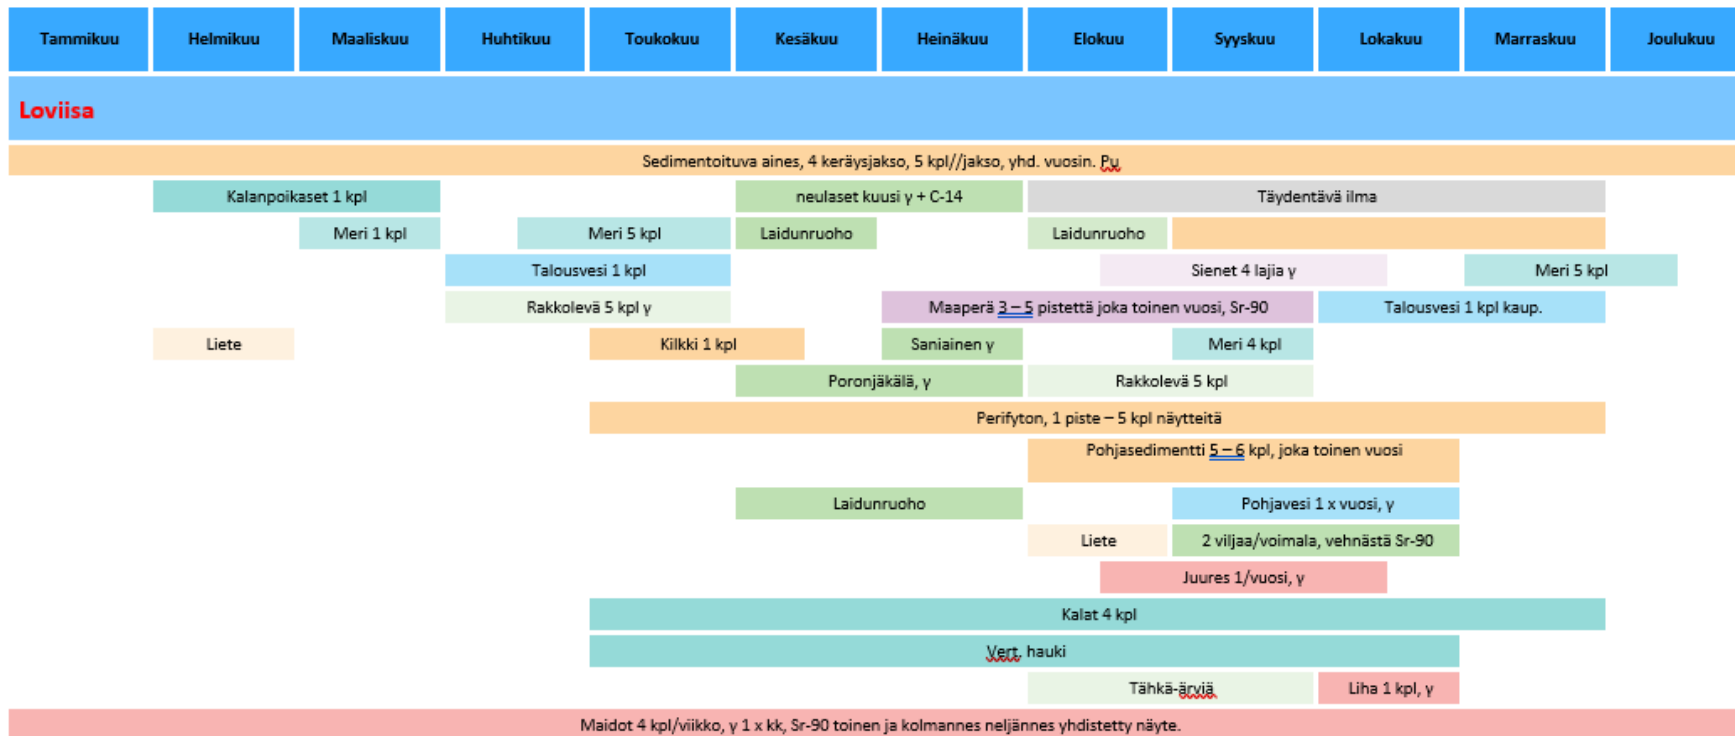 Tammikuu
Helmikuu
Maaliskuu
Huhtikuu
Toukokuu
Kesäkuu
Heinäkuu
Elokuu
Syyskuu
Lokakuu
Marraskuu
Joulukuu
Loviisa
Sedimentoituva aines, 4 keräysjakso, 5 kpl//jakso, yhd. vuosin. Pu
Kalanpoikaset 1 kpl
neulaset kuusi γ + C-14
Täydentävä ilma
Meri 1 kpl
Meri 5 kpl
Laidunruoho
Laidunruoho
Talousvesi 1 kpl
Sienet 4 lajia γ
Meri 5 kpl
Rakkolevä 5 kpl γ
Maaperä 3 – 5 pistettä joka toinen vuosi, Sr-90
Talousvesi 1 kpl kaup.
Liete
Kilkki 1 kpl
Saniainen γ
Meri 4 kpl
Poronjäkälä, γ
Rakkolevä 5 kpl
Perifyton, 1 piste – 5 kpl näytteitä
Pohjasedimentti 5 – 6 kpl, joka toinen vuosi
Laidunruoho
Pohjavesi 1 x vuosi, γ
Liete
2 viljaa/voimala, vehnästä Sr-90
Juures 1/vuosi, γ
Kalat 4 kpl
Vert. hauki
Tähkä-ärviä
Liha 1 kpl, γ
Maidot 4 kpl/viikko, γ 1 x kk, Sr-90 toinen ja kolmannes neljännes yhdistetty näyte.